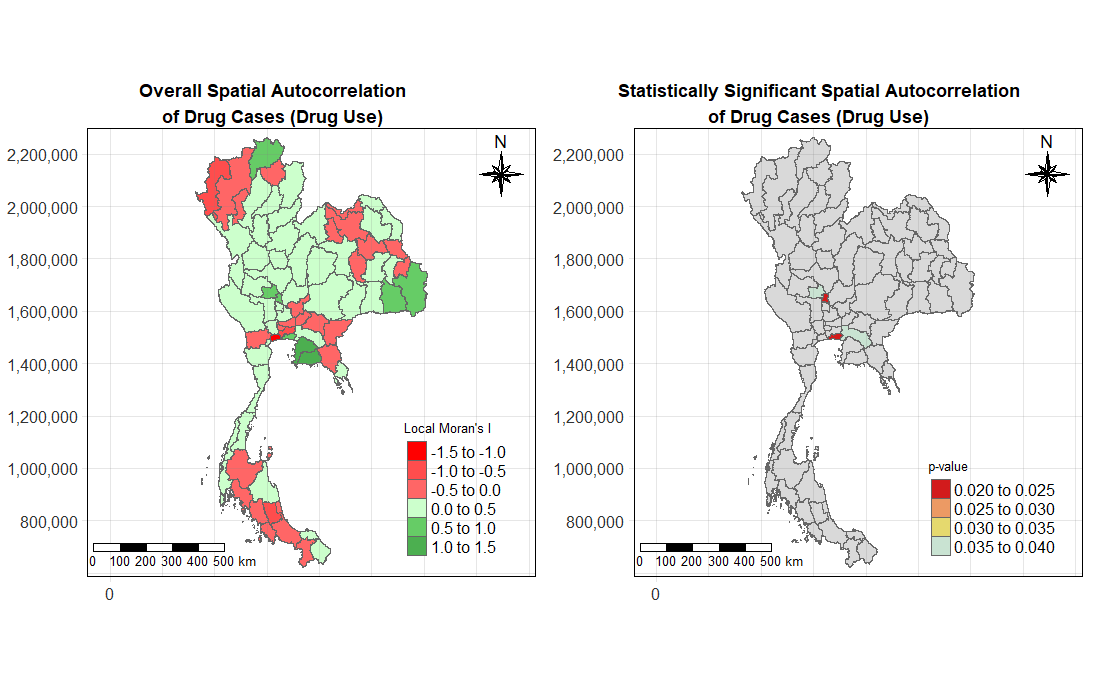 Overall Spatial Autocorrelation
of Drug Cases (Drug Use)
N
2,200,000
2,000,000
1,800,000
1,600,000
1,400,000
1,200,000
1,000,000
800,000
Local Moran's I
-1.5 to -1.0
-1.0 to -0.5
-0.5 to 0.0
0.0 to 0.5
0.5 to 1.0
1.0 to 1.5
0 100 200 300 400 500 km
0
Statistically Significant Spatial Autocorrelation
of Drug Cases (Drug Use)
N
2,200,000
2,000,000
1,800,000
1,600,000
1,400,000
1,200,000
1,000,000
800,000
p-value
0.020 to 0.025
0.025 to 0.030
0.030 to 0.035
0.035 to 0.040
0 100 200 300 400 500 km
0